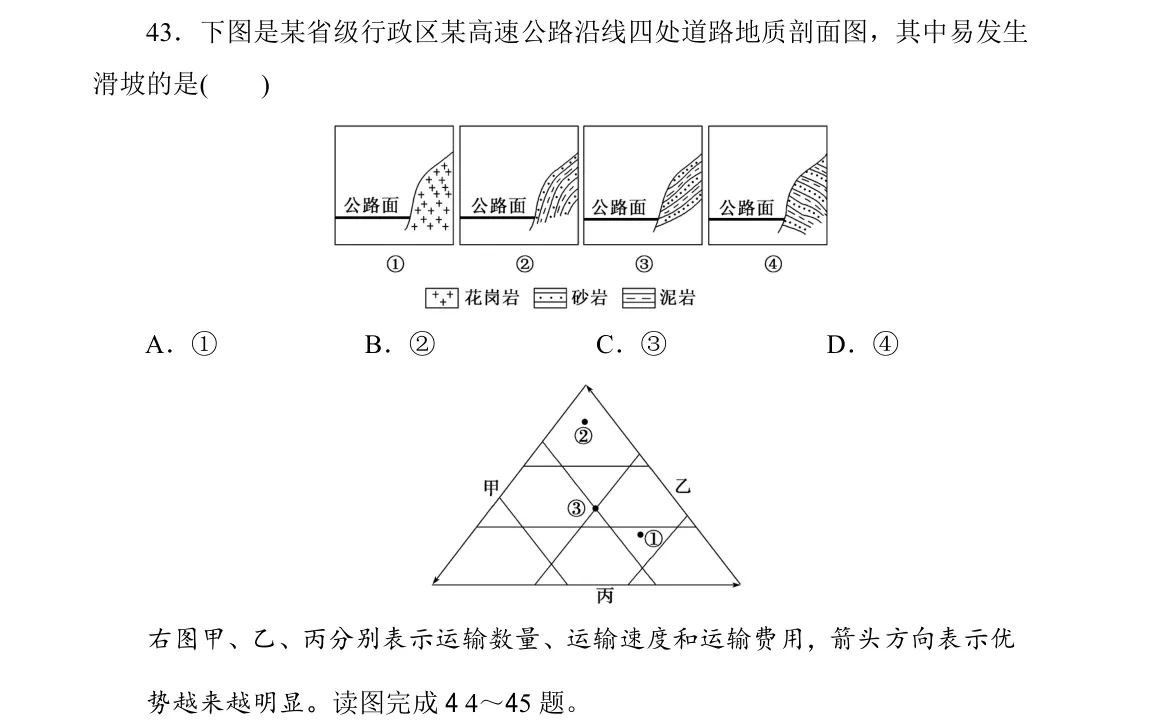 43．下图是某省级行政区某高速公路沿线四处道路地质剖面图，其中易发生
滑坡的是(　　)
公路面 公路面 公路面 公路面
① ② ③ ④
花岗岩 砂岩 泥岩
A．① B．② C．③ D．④
②
甲 乙
③
①
丙
右图甲、乙、丙分别表示运输数量、运输速度和运输费用，箭头方向表示优
势越来越明显。读图完成 4 4～45 题。